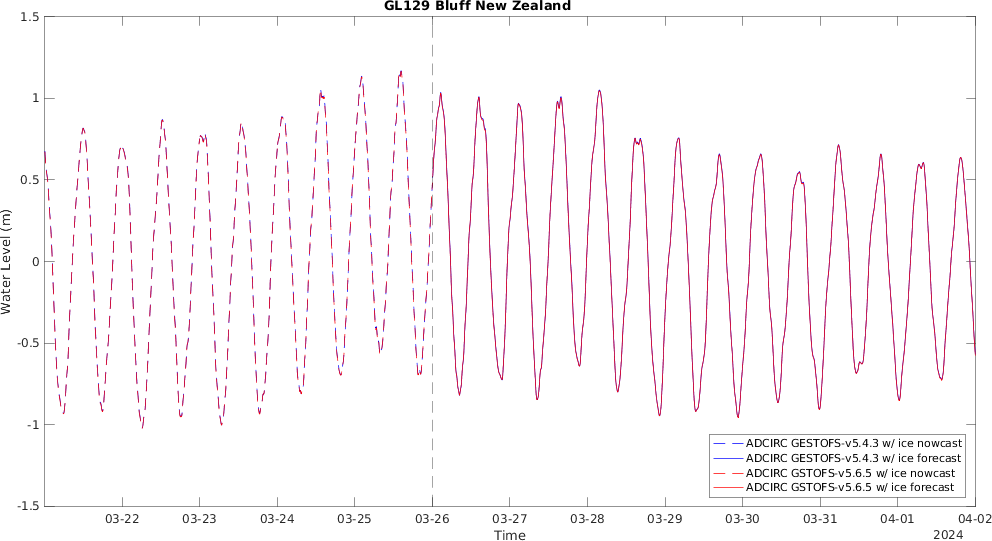 GL129 Bluff New Zealand
1.5
1
0.5
0
-0.5
-1
-1.5
Water Level (m)
03-22 03-23 03-24 03-25 03-26 03-27 03-28 03-29 03-30 03-31 04-01 04-02
Time
2024
ADCIRC GESTOFS-v5.4.3 w/ ice nowcast
ADCIRC GESTOFS-v5.4.3 w/ ice forecast
ADCIRC GSTOFS-v5.6.5 w/ ice nowcast
ADCIRC GSTOFS-v5.6.5 w/ ice forecast